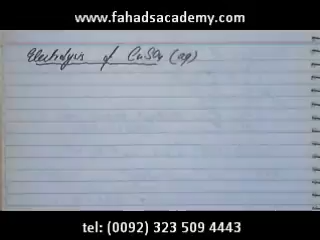 www.fahadsacademy.com
Electrolysis of CuSO4 (aq)
tel: (0092) 323 509 4443